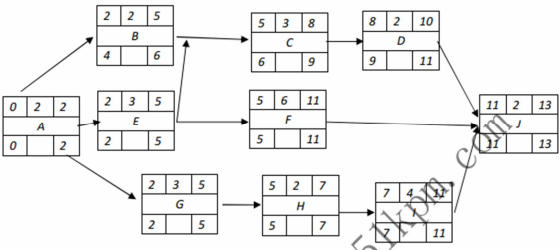 2 2 5
B
4 6
5 3 8
C
6 9
8 2 10
D
9 11
0 2 2
A
0 2
2 3 5
E
2 5
5 6 11
F
5 11
11 2 13
J
11 13
2 3 5
G
2 5
5 2 7
H
5 7
7 4 11
I
7 11
51kpm.com